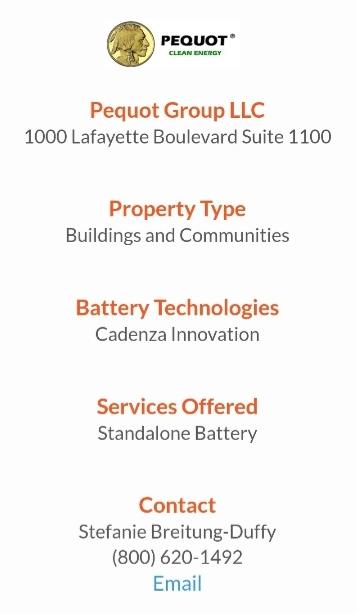 PEQUOT®
CLEAN ENERGY
Pequot Group LLC
1000 Lafayette Boulevard Suite 1100
Property Type
Buildings and Communities
Battery Technologies
Cadenza Innovation
Services Offered
Standalone Battery
Contact
Stefanie Breitung-Duffy
(800) 620-1492
Email